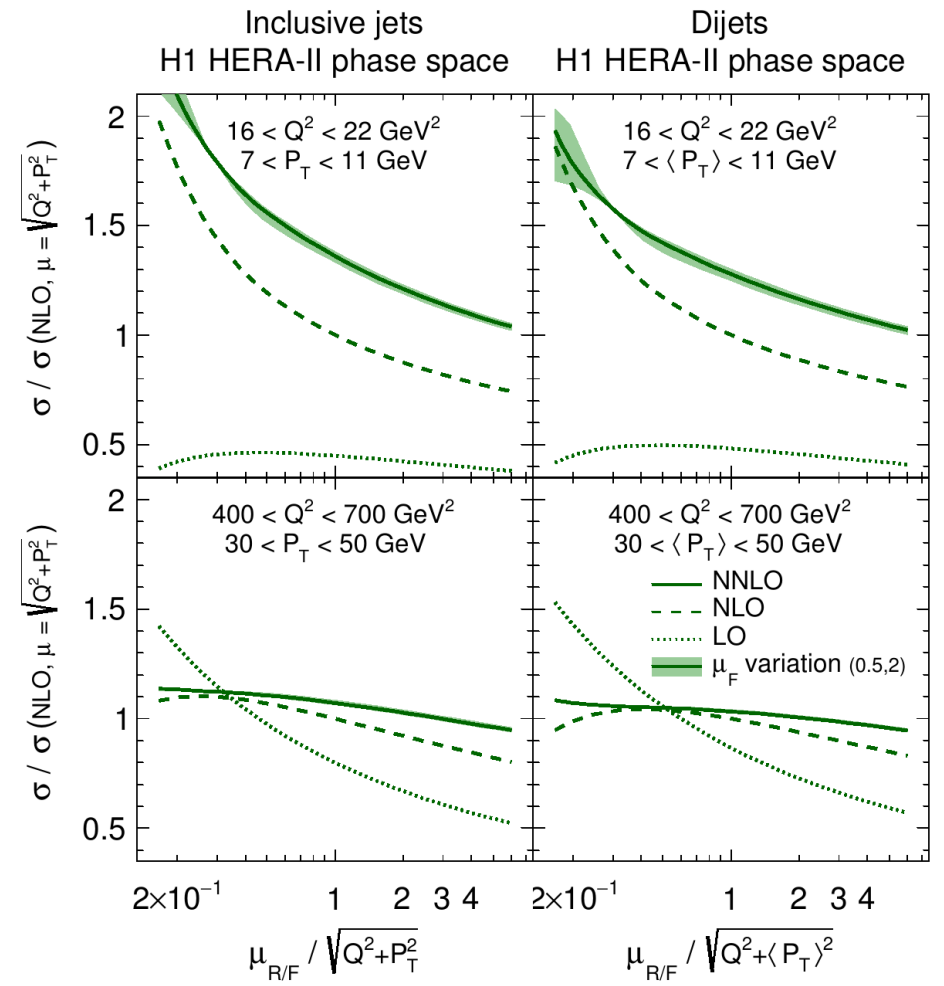 Inclusive jets
H1 HERA-II phase space
Dijets
H1 HERA-II phase space
σ / σ (NLO, μ = √Q²+P_T²)
2
1.5
1
0.5
16 < Q² < 22 GeV²
7 < P_T < 11 GeV
16 < Q² < 22 GeV²
7 < ⟨ P_T ⟩ < 11 GeV
σ / σ (NLO, μ = √Q²+P_T²)
2
1.5
1
0.5
400 < Q² < 700 GeV²
30 < P_T < 50 GeV
400 < Q² < 700 GeV²
30 < ⟨ P_T ⟩ < 50 GeV
NNLO
NLO
LO
μ_F variation (0.5,2)
2×10⁻¹ 1 2 3 4
2×10⁻¹ 1 2 3 4
μ_R/F / √Q²+P_T²
μ_R/F / √Q²+⟨ P_T ⟩²